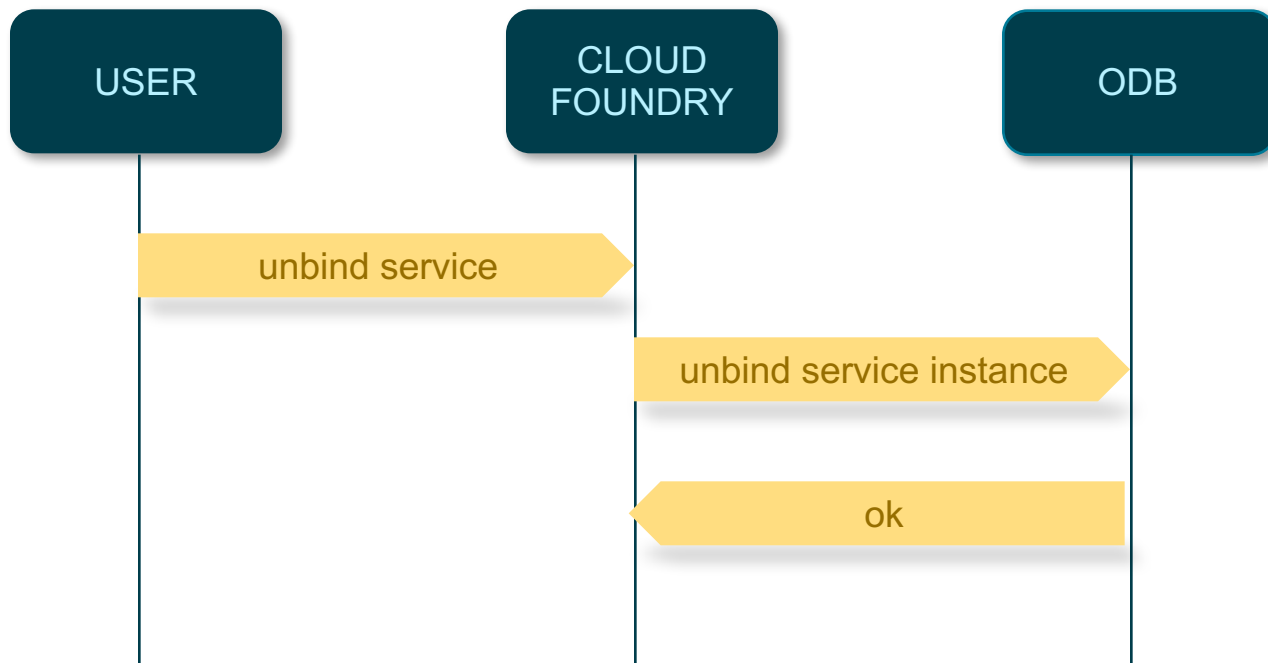 USER
CLOUD
FOUNDRY
ODB
unbind service
unbind service instance
ok